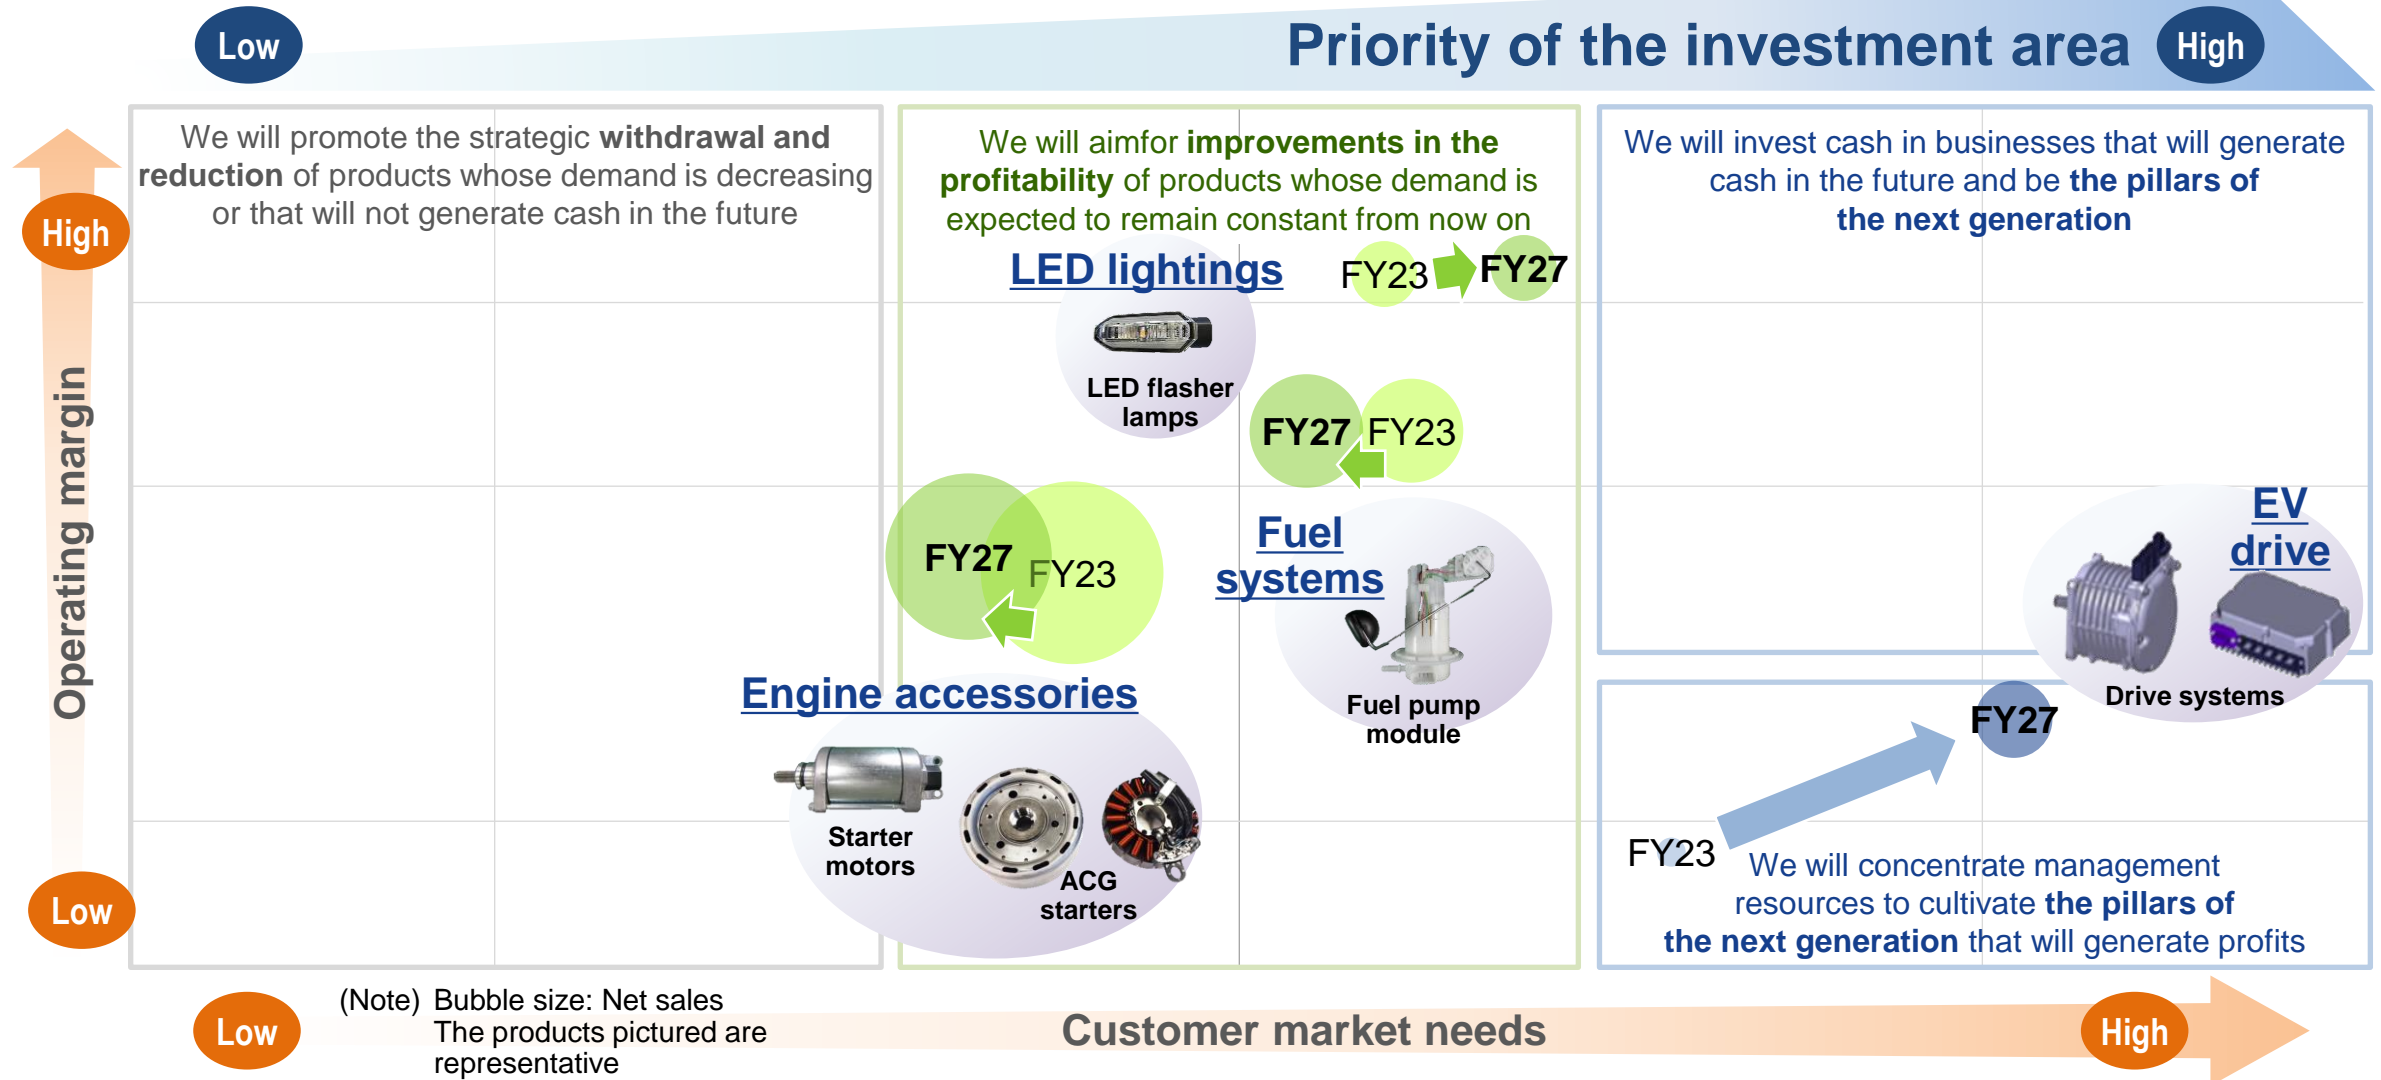 Low
Priority of the investment area
High
We will promote the strategic withdrawal and
reduction of products whose demand is decreasing
or that will not generate cash in the future
We will aimfor improvements in the
profitability of products whose demand is
expected to remain constant from now on
We will invest cash in businesses that will generate
cash in the future and be the pillars of
the next generation
High
Operating margin
Low
LED lightings
FY23
FY27
LED flasher
lamps
FY27
FY23
FY27
FY23
Fuel
systems
Fuel pump
module
Engine accessories
Starter
motors
ACG
starters
EV
drive
Drive systems
FY27
FY23
We will concentrate management
resources to cultivate the pillars of
the next generation that will generate profits
Low
(Note) Bubble size: Net sales
The products pictured are
representative
Customer market needs
High